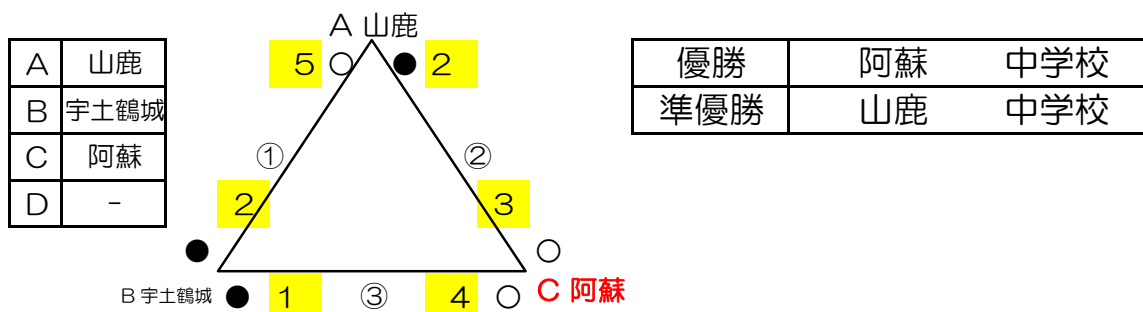 A 山鹿
B 宇土鶴城
C 阿蘇
D -
A 山鹿
5 ○ ● 2
① ②
2 3
● ○
B 宇土鶴城 ● 1 ③ 4 ○ C 阿蘇
優勝 阿蘇 中学校
準優勝 山鹿 中学校